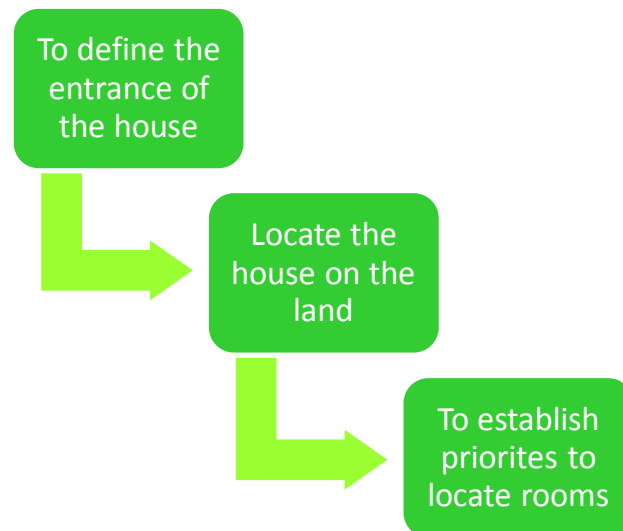 To define the
entrance of
the house
Locate the
house on the
land
To establish
priorites to
locate rooms